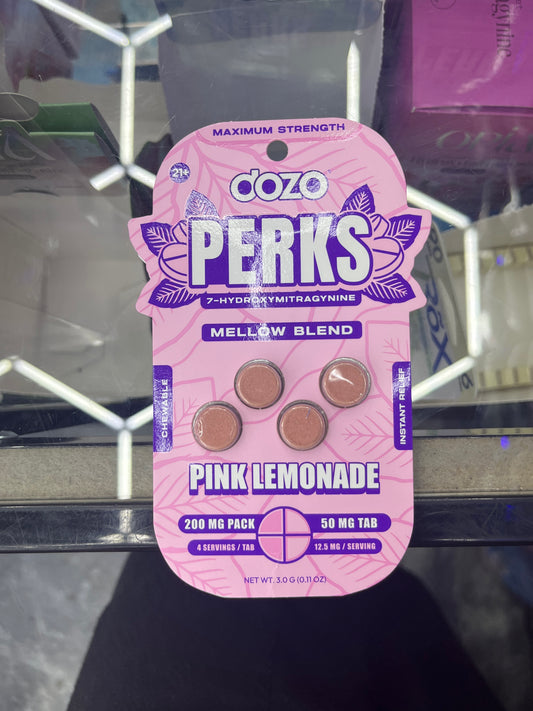 MAXIMUM STRENGTH
21+
dozo
PERKS
7-HYDROXYMITRAGYNINE
MELLOW BLEND
CHEWABLE
INSTANT RELIEF
PINK LEMONADE
200 MG PACK
50 MG TAB
4 SERVINGS / TAB
12.5 MG / SERVING
NET WT. 3.0 G (0.11 OZ)